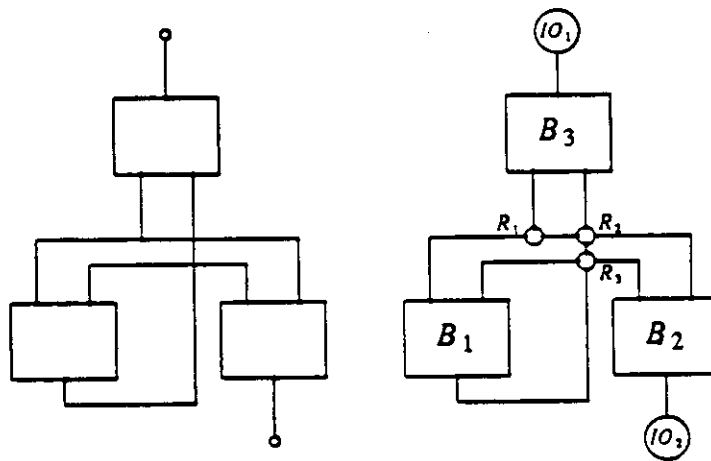 IO₁
B₃
R₁ R₂
R₃
B₁ B₂
IO₂